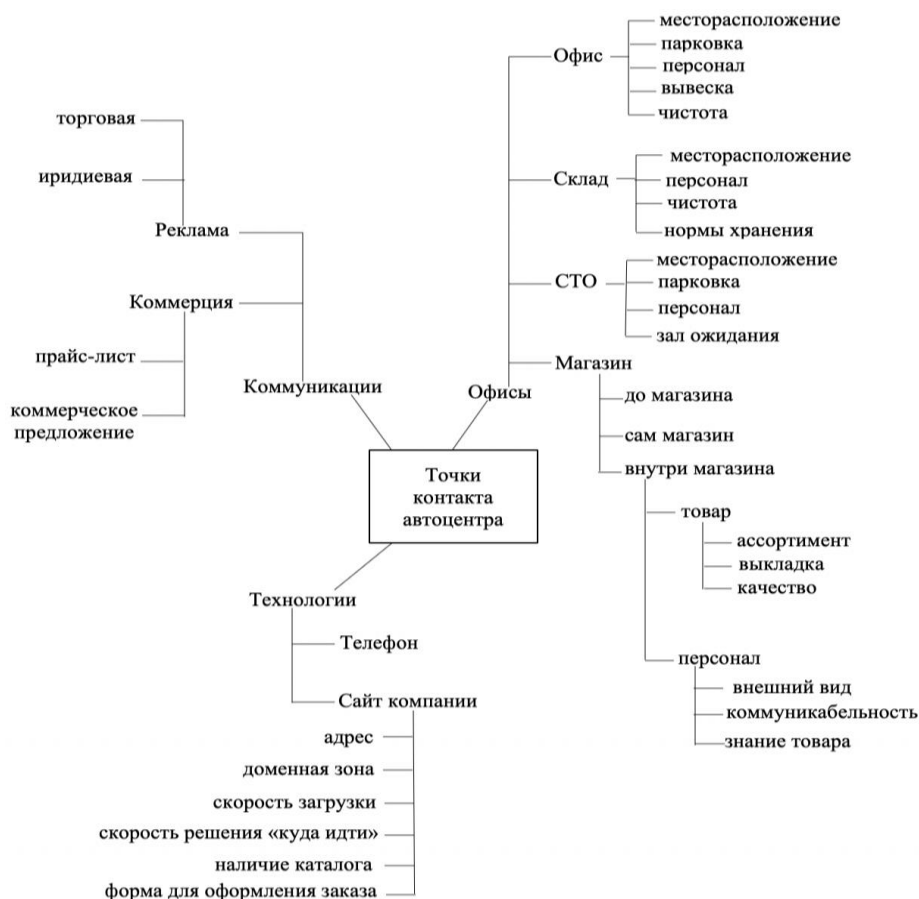 Точки
контакта
автоцентра
Коммуникации
Реклама
торговая
иридиевая
Коммерция
прайс-лист
коммерческое
предложение
Офисы
Офис
месторасположение
парковка
персонал
вывеска
чистота
Склад
месторасположение
персонал
чистота
нормы хранения
СТО
месторасположение
парковка
персонал
зал ожидания
Магазин
до магазина
сам магазин
внутри магазина
товар
ассортимент
выкладка
качество
персонал
внешний вид
коммуникабельность
знание товара
Технологии
Телефон
Сайт компании
адрес
доменная зона
скорость загрузки
скорость решения «куда идти»
наличие каталога
форма для оформления заказа